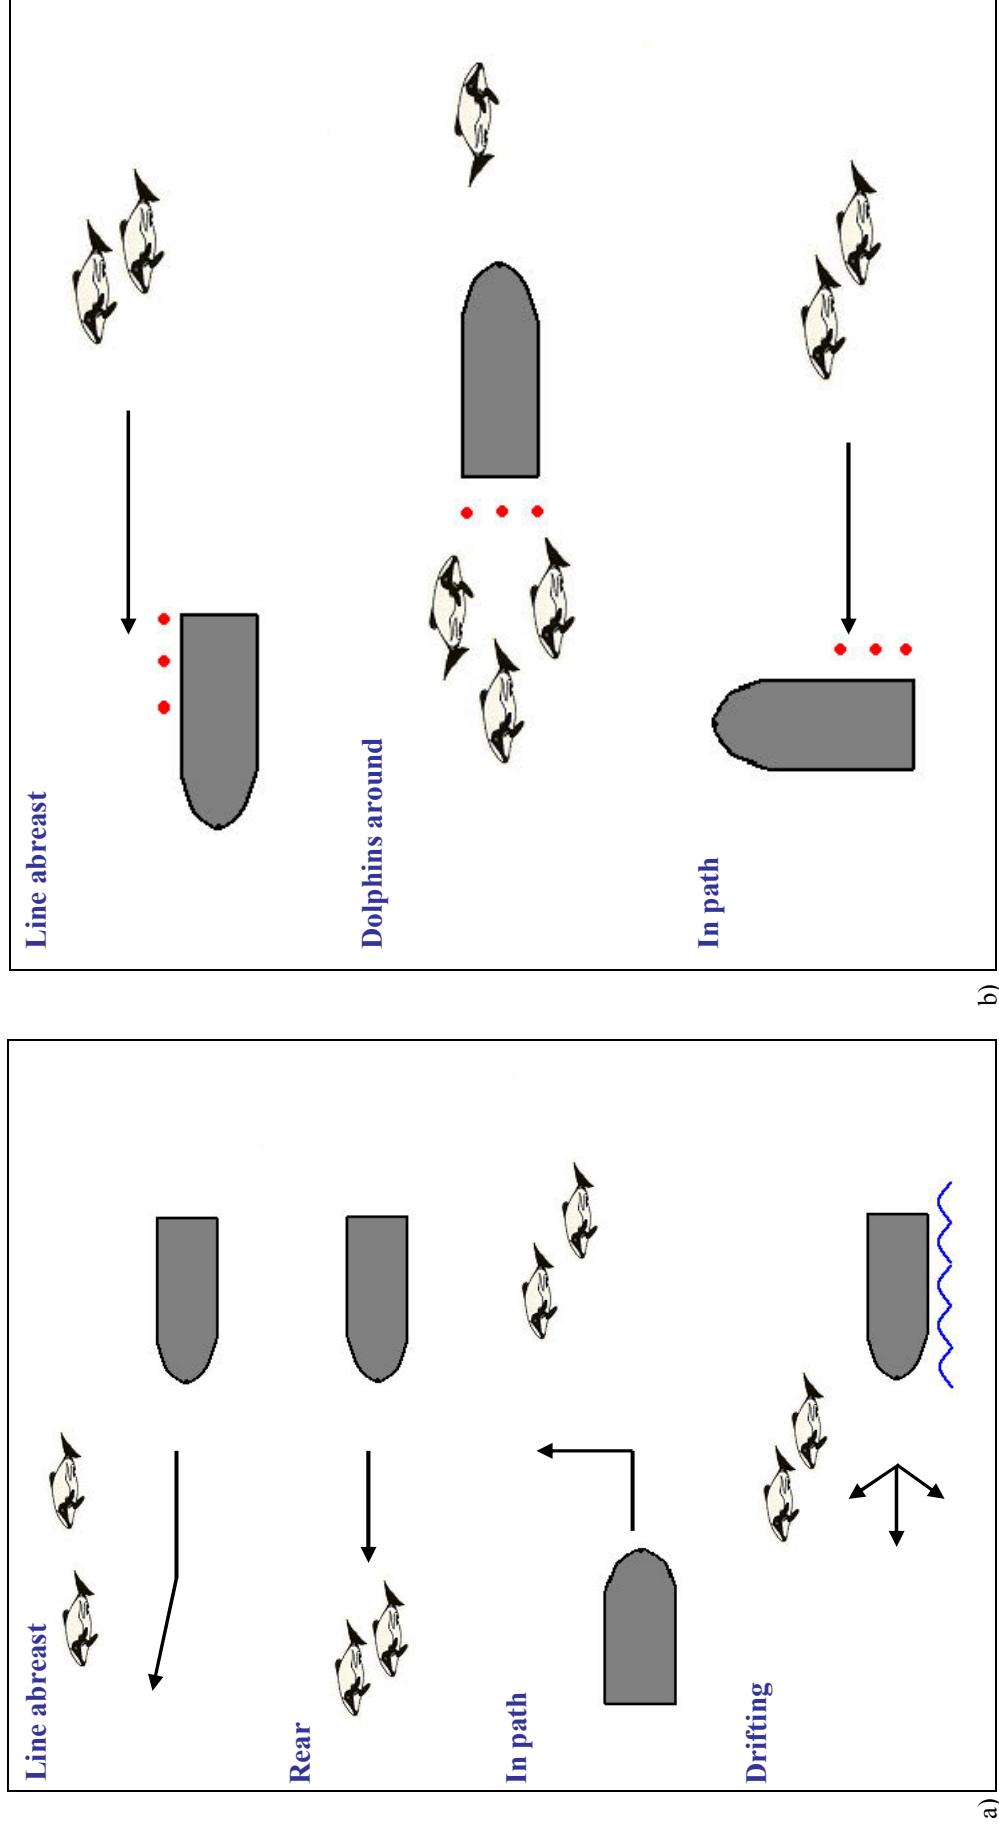 a)
Line abreast
Rear
In path
Drifting
b)
Line abreast
Dolphins around
In path